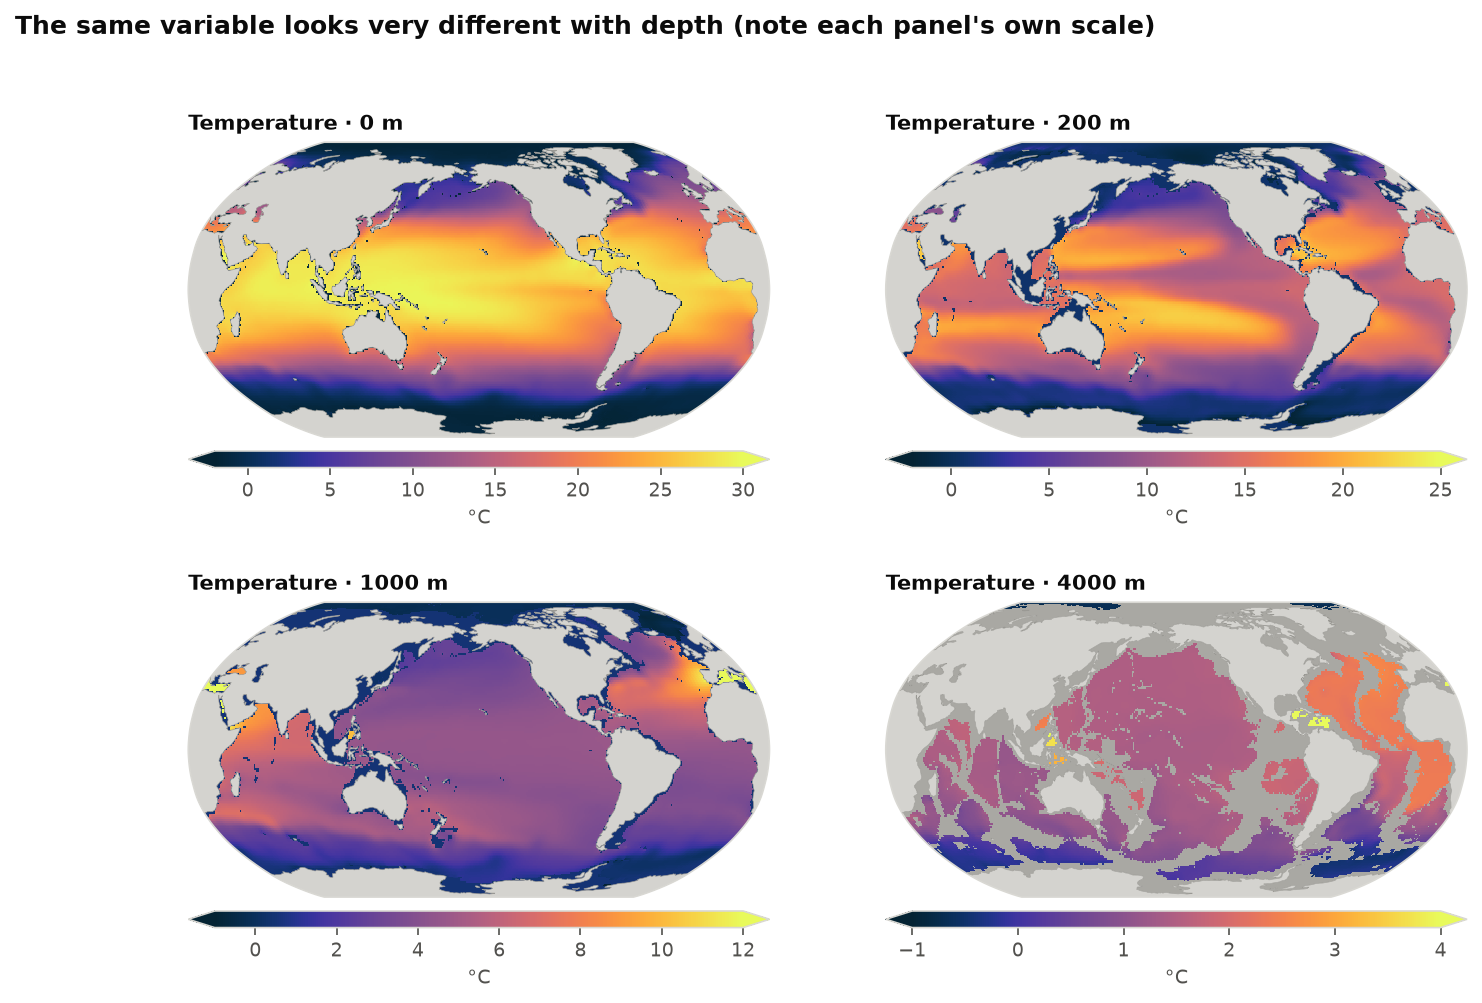 The same variable looks very different with depth (note each panel's own scale)
Temperature · 0 m
Temperature · 200 m
0 5 10 15 20 25 30
°C
0 5 10 15 20 25
°C
Temperature · 1000 m
Temperature · 4000 m
0 2 4 6 8 10 12
°C
−1 0 1 2 3 4
°C